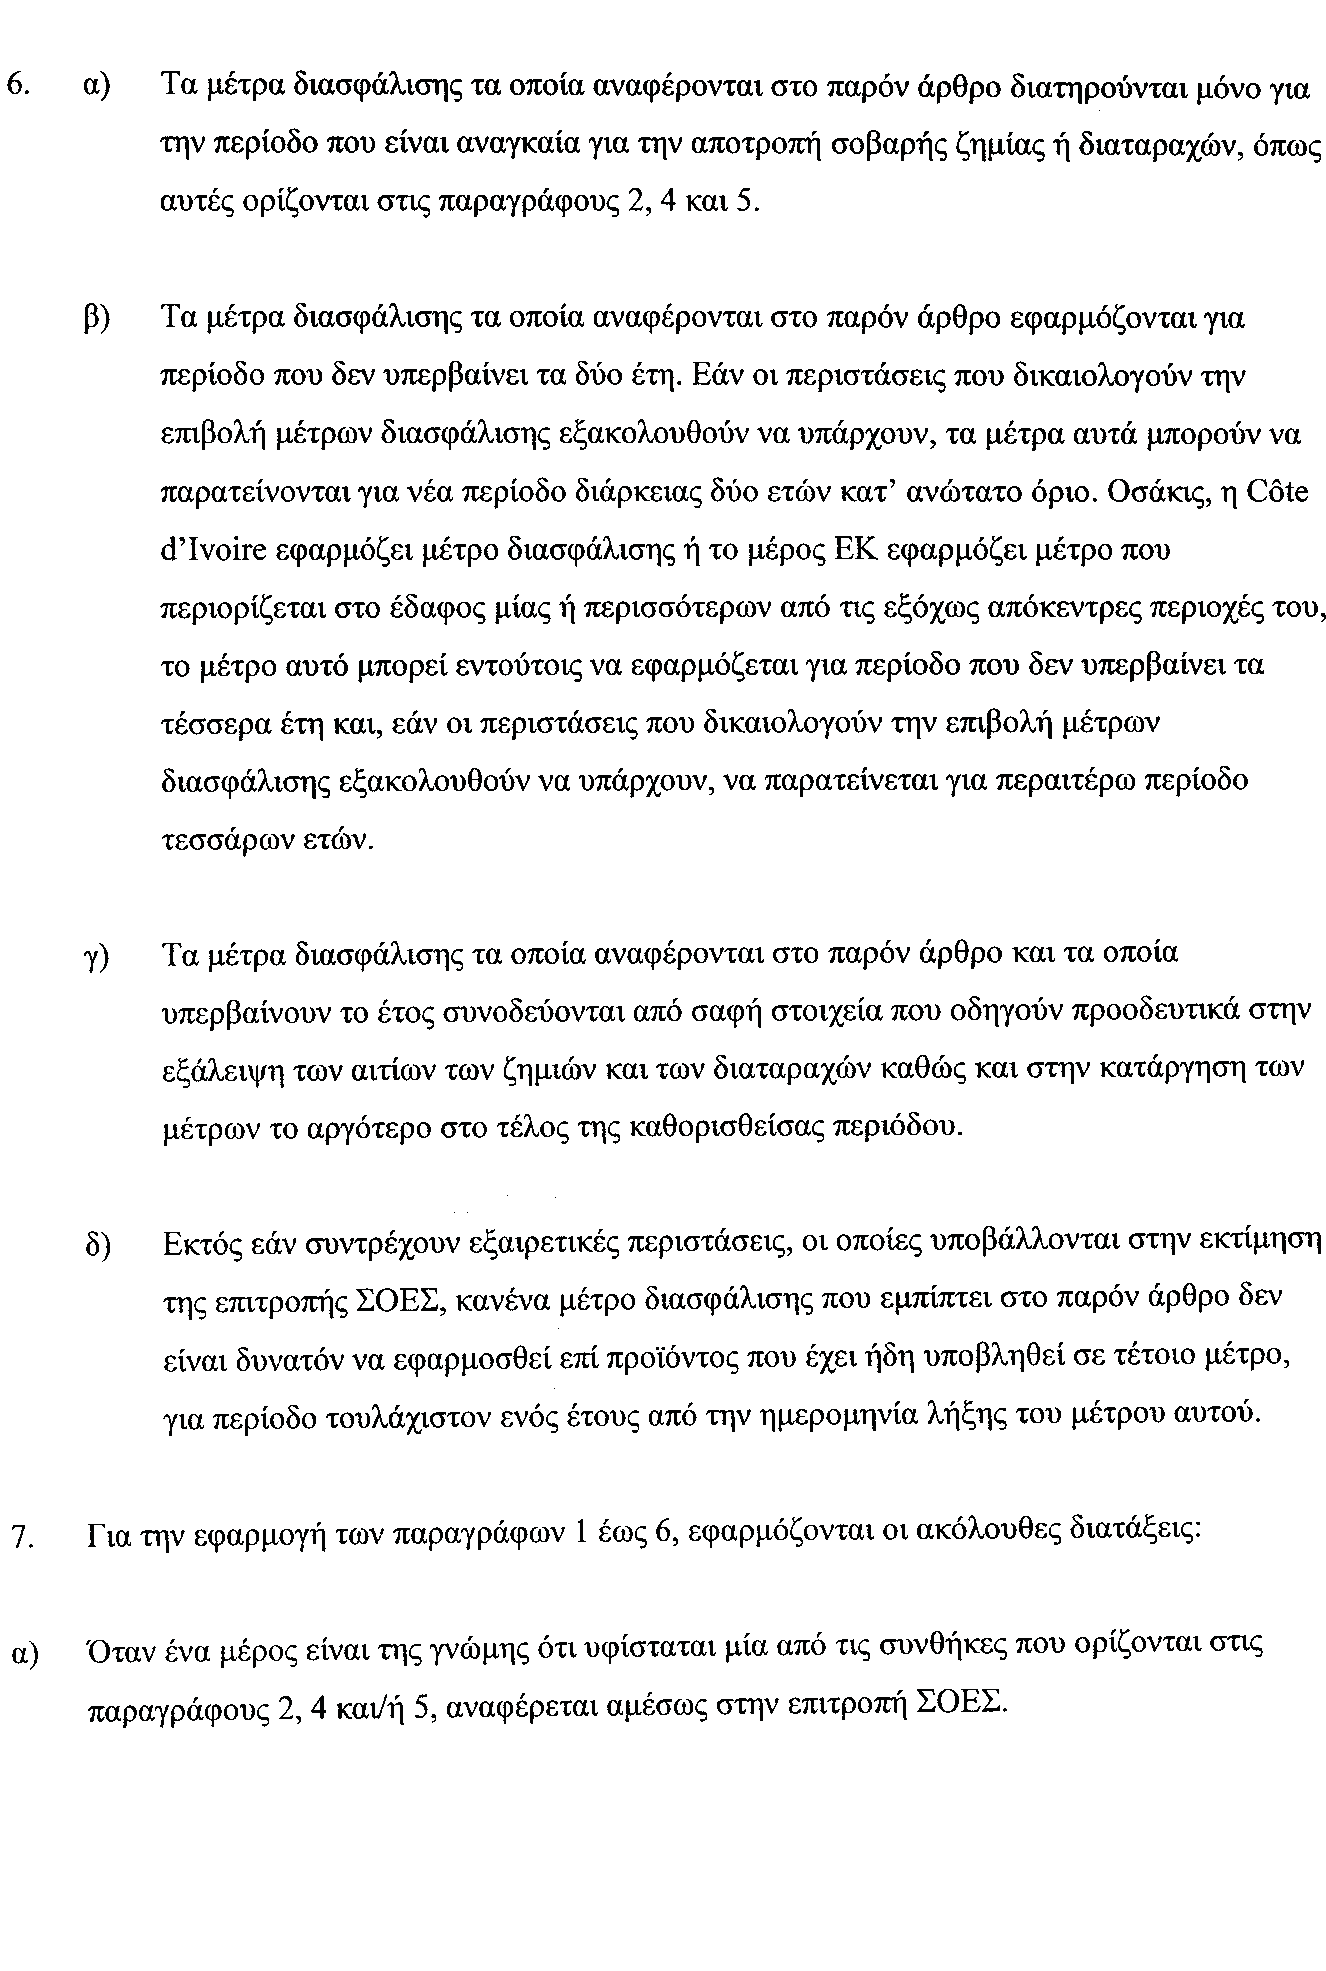 6. α) Τα μέτρα διασφάλισης τα οποία αναφέρονται στο παρόν άρθρο διατηρούνται μόνο για
την περίοδο που είναι αναγκαία για την αποτροπή σοβαρής ζημίας ή διαταραχών, όπως
αυτές ορίζονται στις παραγράφους 2, 4 και 5.
β) Τα μέτρα διασφάλισης τα οποία αναφέρονται στο παρόν άρθρο εφαρμόζονται για
περίοδο που δεν υπερβαίνει τα δύο έτη. Εάν οι περιστάσεις που δικαιολογούν την
επιβολή μέτρων διασφάλισης εξακολουθούν να υπάρχουν, τα μέτρα αυτά μπορούν να
παρατείνονται για νέα περίοδο διάρκειας δύο ετών κατ’ ανώτατο όριο. Οσάκις, η Côte
d’Ivoire εφαρμόζει μέτρο διασφάλισης ή το μέρος ΕΚ εφαρμόζει μέτρο που
περιορίζεται στο έδαφος μίας ή περισσότερων από τις εξόχως απόκεντρες περιοχές του,
το μέτρο αυτό μπορεί εντούτοις να εφαρμόζεται για περίοδο που δεν υπερβαίνει τα
τέσσερα έτη και, εάν οι περιστάσεις που δικαιολογούν την επιβολή μέτρων
διασφάλισης εξακολουθούν να υπάρχουν, να παρατείνεται για περαιτέρω περίοδο
τεσσάρων ετών.
γ) Τα μέτρα διασφάλισης τα οποία αναφέρονται στο παρόν άρθρο και τα οποία
υπερβαίνουν το έτος συνοδεύονται από σαφή στοιχεία που οδηγούν προοδευτικά στην
εξάλειψη των αιτίων των ζημιών και των διαταραχών καθώς και στην κατάργηση των
μέτρων το αργότερο στο τέλος της καθορισθείσας περιόδου.
δ) Εκτός εάν συντρέχουν εξαιρετικές περιστάσεις, οι οποίες υποβάλλονται στην εκτίμηση
της επιτροπής ΣΟΕΣ, κανένα μέτρο διασφάλισης που εμπίπτει στο παρόν άρθρο δεν
είναι δυνατόν να εφαρμοσθεί επί προϊόντος που έχει ήδη υποβληθεί σε τέτοιο μέτρο,
για περίοδο τουλάχιστον ενός έτους από την ημερομηνία λήξης του μέτρου αυτού.
7. Για την εφαρμογή των παραγράφων 1 έως 6, εφαρμόζονται οι ακόλουθες διατάξεις:
α) Όταν ένα μέρος είναι της γνώμης ότι υφίσταται μία από τις συνθήκες που ορίζονται στις
παραγράφους 2, 4 και/ή 5, αναφέρεται αμέσως στην επιτροπή ΣΟΕΣ.